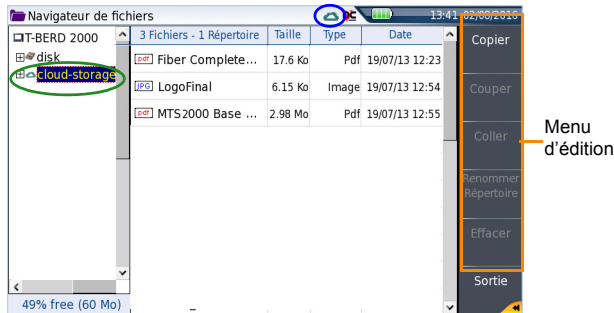 Navigateur de fichiers 13:41 02/08/2016
T-BERD 2000
disk
cloud-storage
49% free (60 Mo)
3 Fichiers - 1 Répertoire Taille Type Date
pdf Fiber Complete... 17.6 Ko Pdf 19/07/13 12:23
JPG LogoFinal 6.15 Ko Image 19/07/13 12:54
pdf MTS2000 Base ... 2.98 Mo Pdf 19/07/13 12:55
Copier
Couper
Coller
Renommer
Répertoire
Effacer
Sortie
Menu
d'édition